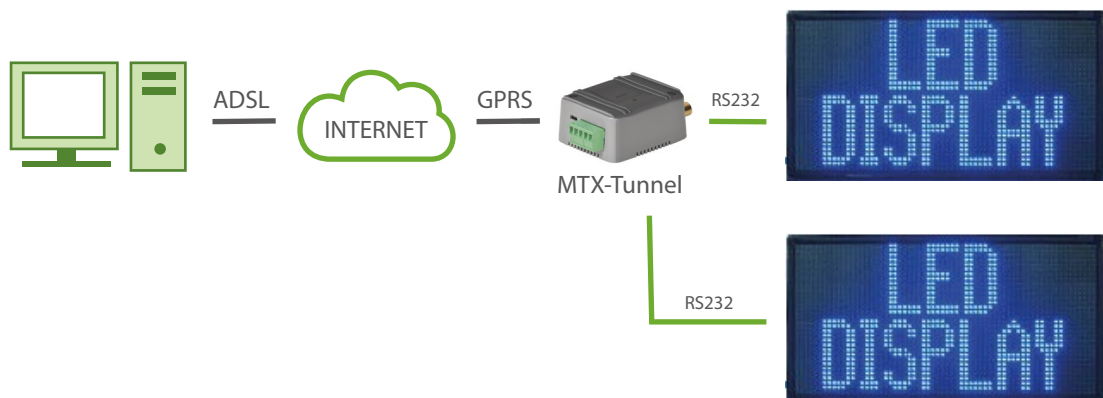 ADSL
INTERNET
GPRS
MTX-Tunnel
RS232
LED
DISPLAY
RS232
LED
DISPLAY